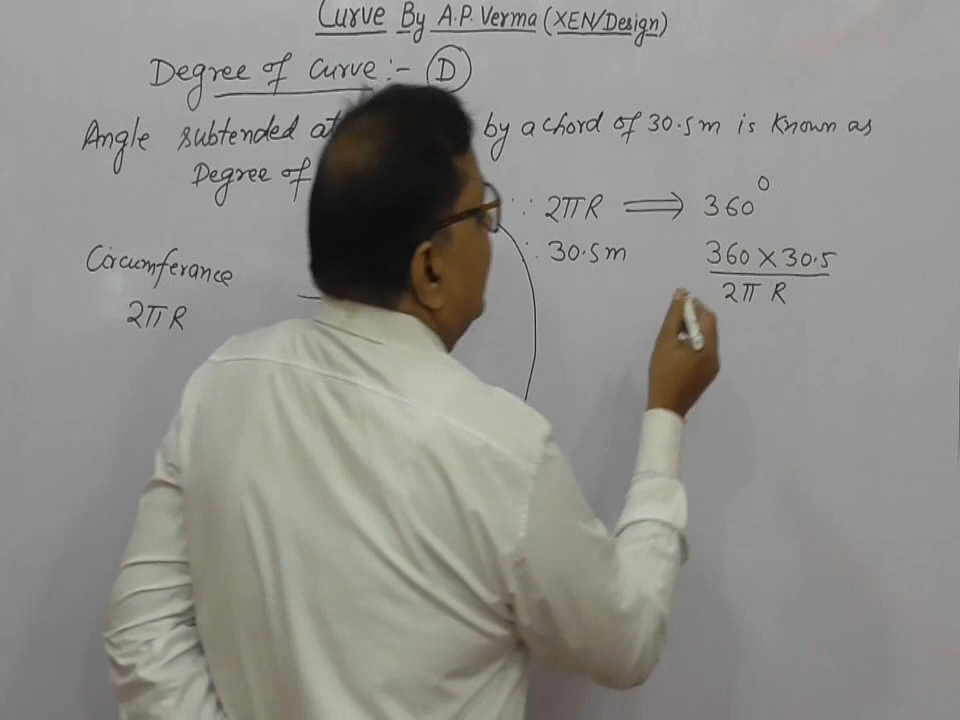 Curve By A.P. Verma (XEN/Design)
Degree of Curve :- (D)
Angle subtended at by a chord of 30.5m is known as
Degree of
∵ 2πR ⟹ 360°
∴ 30.5m 360 × 30.5 / 2π R
Circumferance
2πR